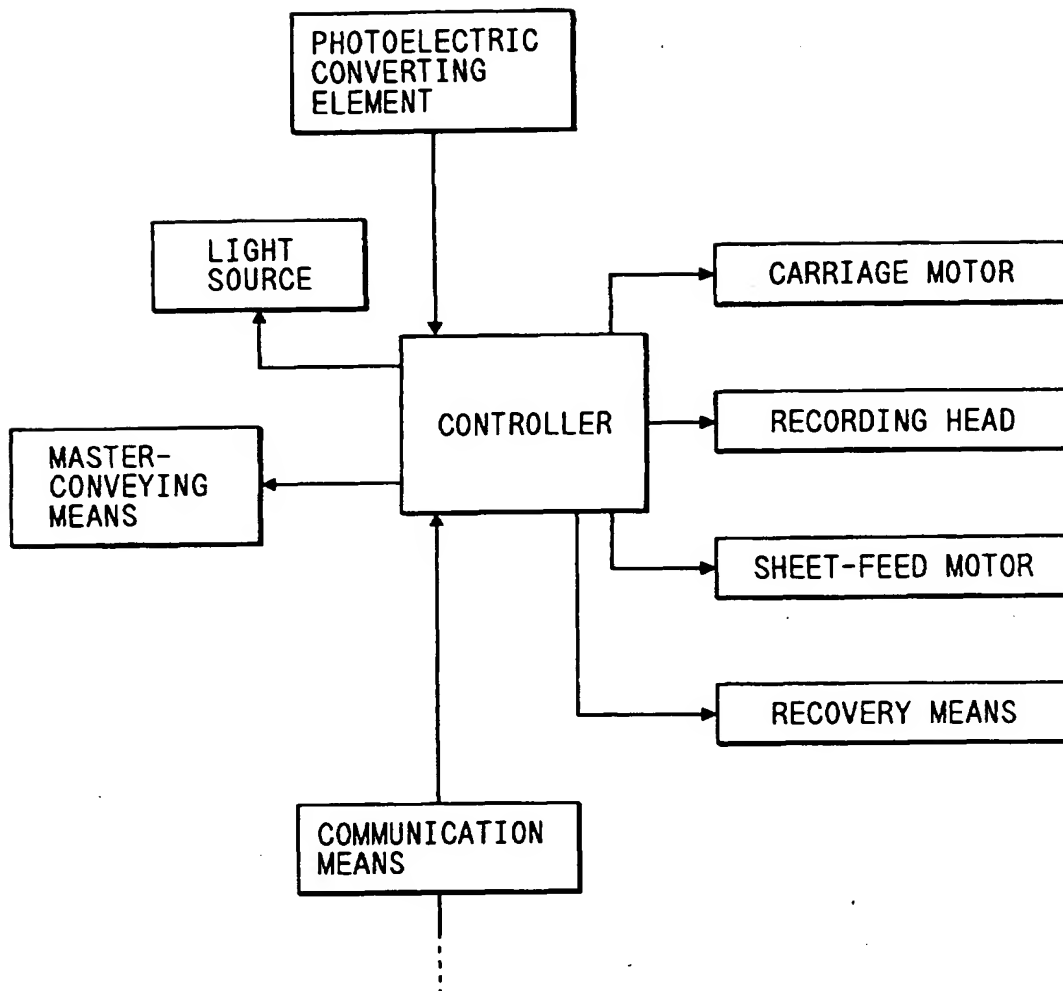 PHOTOELECTRIC
CONVERTING
ELEMENT
LIGHT
SOURCE
CARRIAGE MOTOR
CONTROLLER
RECORDING HEAD
MASTER-
CONVEYING
MEANS
SHEET-FEED MOTOR
RECOVERY MEANS
COMMUNICATION
MEANS